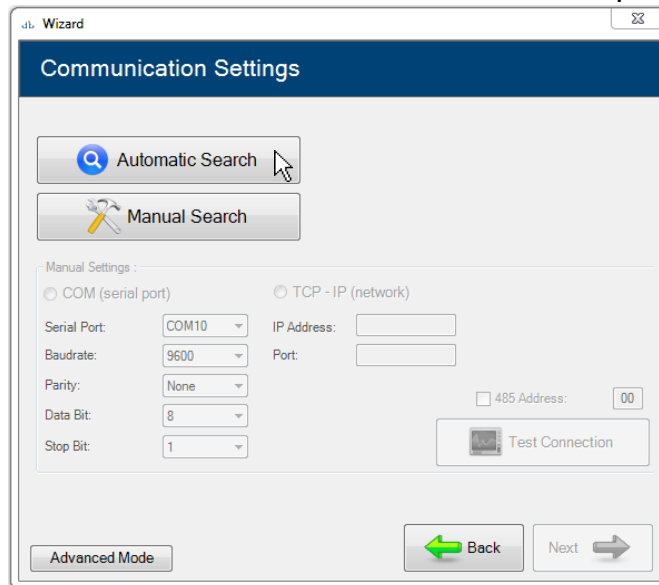 Wizard
Communication Settings
Automatic Search
Manual Search
Manual Settings :
COM (serial port) TCP - IP (network)
Serial Port: COM10 IP Address:
Baudrate: 9600 Port:
Parity: None
485 Address: 00
Data Bit: 8
Stop Bit: 1 Test Connection
Advanced Mode Back Next